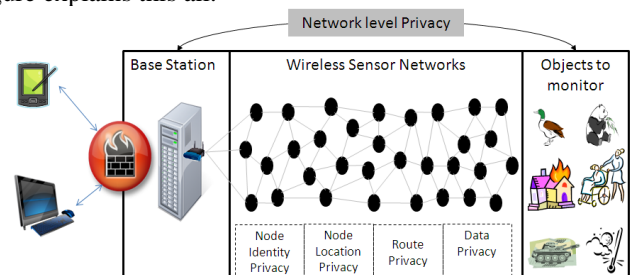 gure explains this all.
Network level Privacy
Base Station
Wireless Sensor Networks
Objects to
monitor
Node
Identity
Privacy
Node
Location
Privacy
Route
Privacy
Data
Privacy